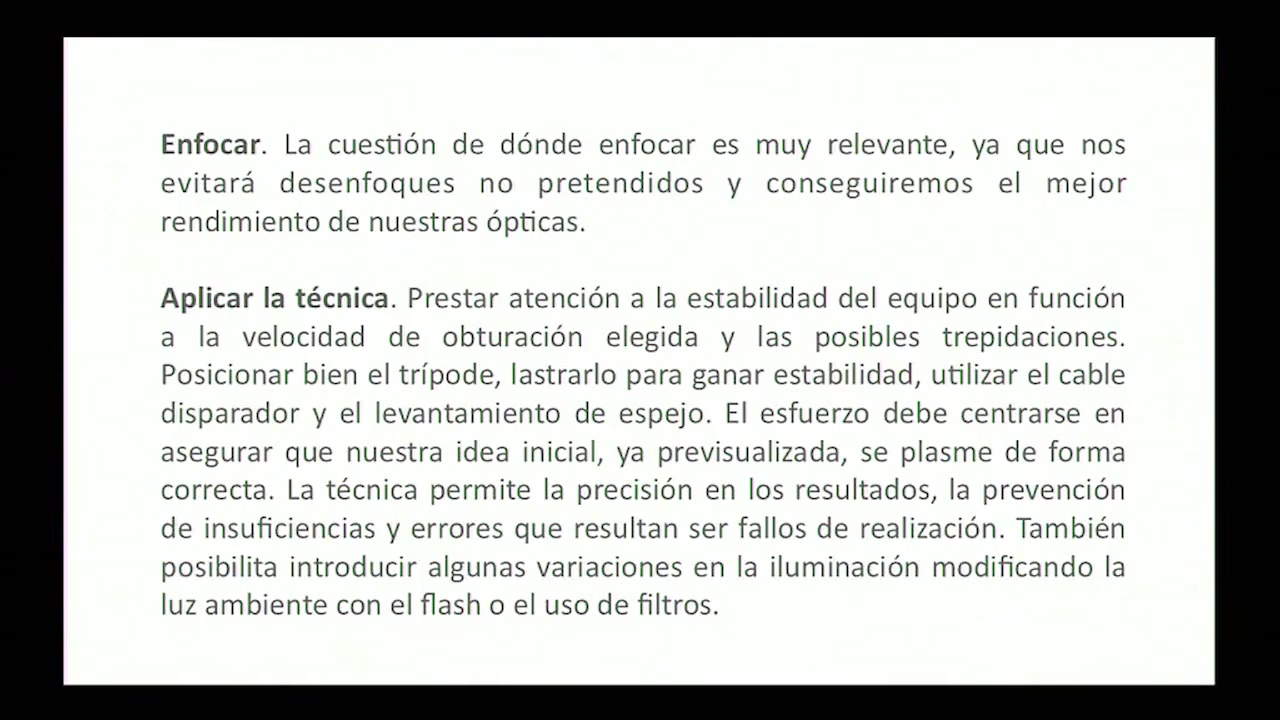 Enfocar. La cuestión de dónde enfocar es muy relevante, ya que nos
evitará desenfoques no pretendidos y conseguiremos el mejor
rendimiento de nuestras ópticas.
Aplicar la técnica. Prestar atención a la estabilidad del equipo en función
a la velocidad de obturación elegida y las posibles trepidaciones.
Posicionar bien el trípode, lastrarlo para ganar estabilidad, utilizar el cable
disparador y el levantamiento de espejo. El esfuerzo debe centrarse en
asegurar que nuestra idea inicial, ya previsualizada, se plasme de forma
correcta. La técnica permite la precisión en los resultados, la prevención
de insuficiencias y errores que resultan ser fallos de realización. También
posibilita introducir algunas variaciones en la iluminación modificando la
luz ambiente con el flash o el uso de filtros.